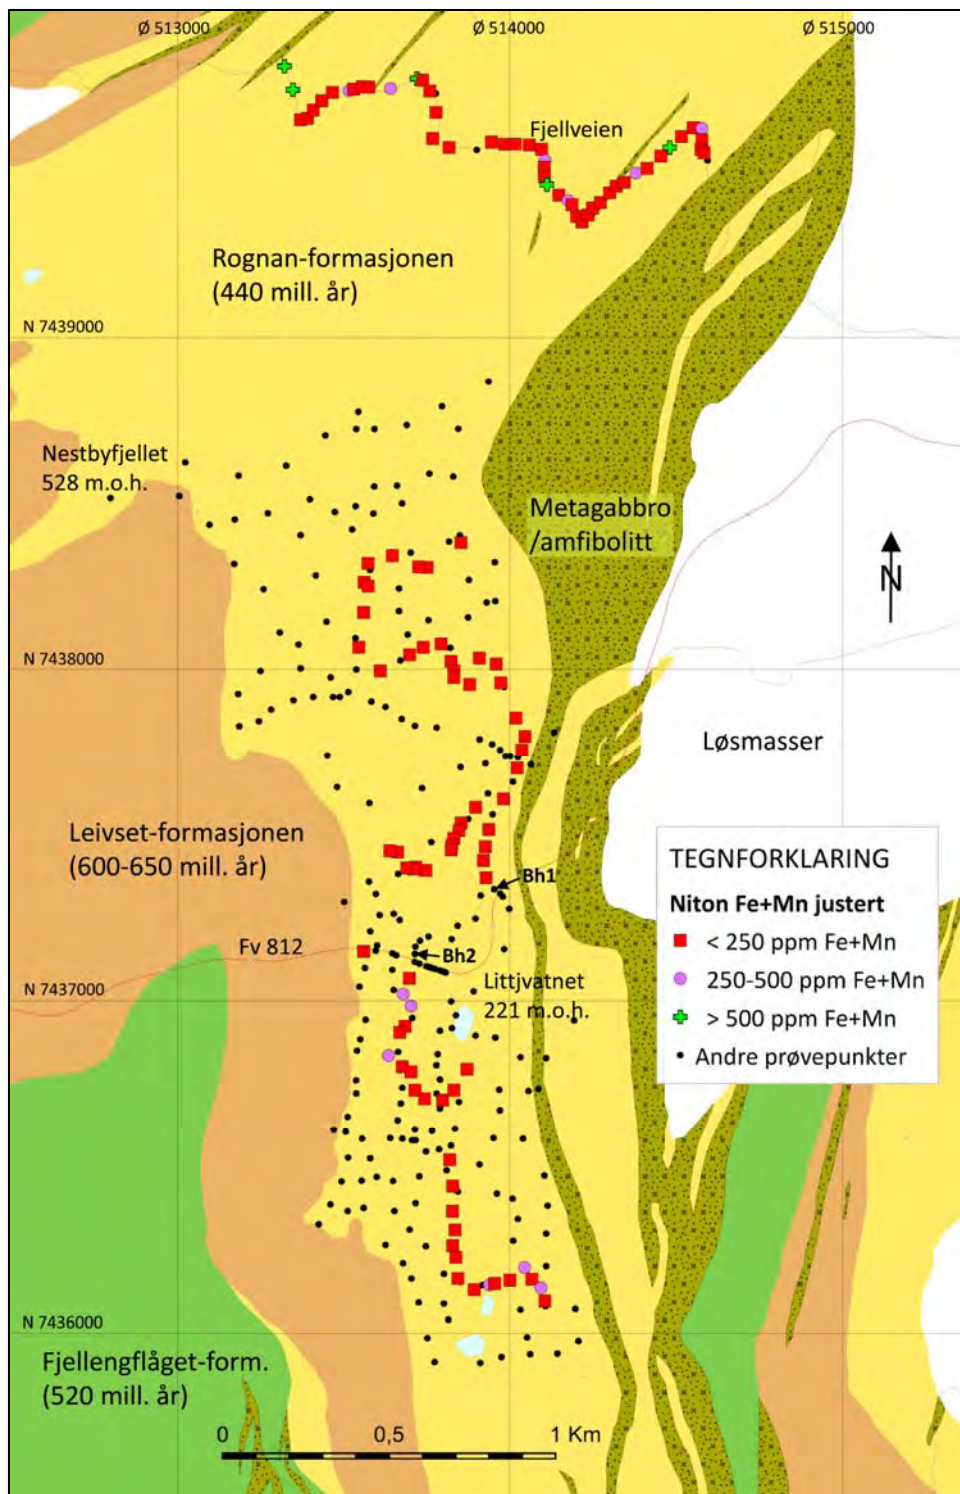 Ø 513000
Ø 514000
Ø 515000
Fjellveien
Rognan-formasjonen
(440 mill. år)
N 7439000
Nestbyfjellet
528 m.o.h.
Metagabbro
/amfibolitt
N
N 7438000
Løsmasser
Leivset-formasjonen
(600-650 mill. år)
Bh1
Fv 812
Bh2
Littjvatnet
221 m.o.h.
N 7437000
TEGNFORKLARING
Niton Fe+Mn justert
< 250 ppm Fe+Mn
250-500 ppm Fe+Mn
> 500 ppm Fe+Mn
Andre prøvepunkter
N 7436000
Fjellengflåget-form.
(520 mill. år)
0 0,5 1 Km